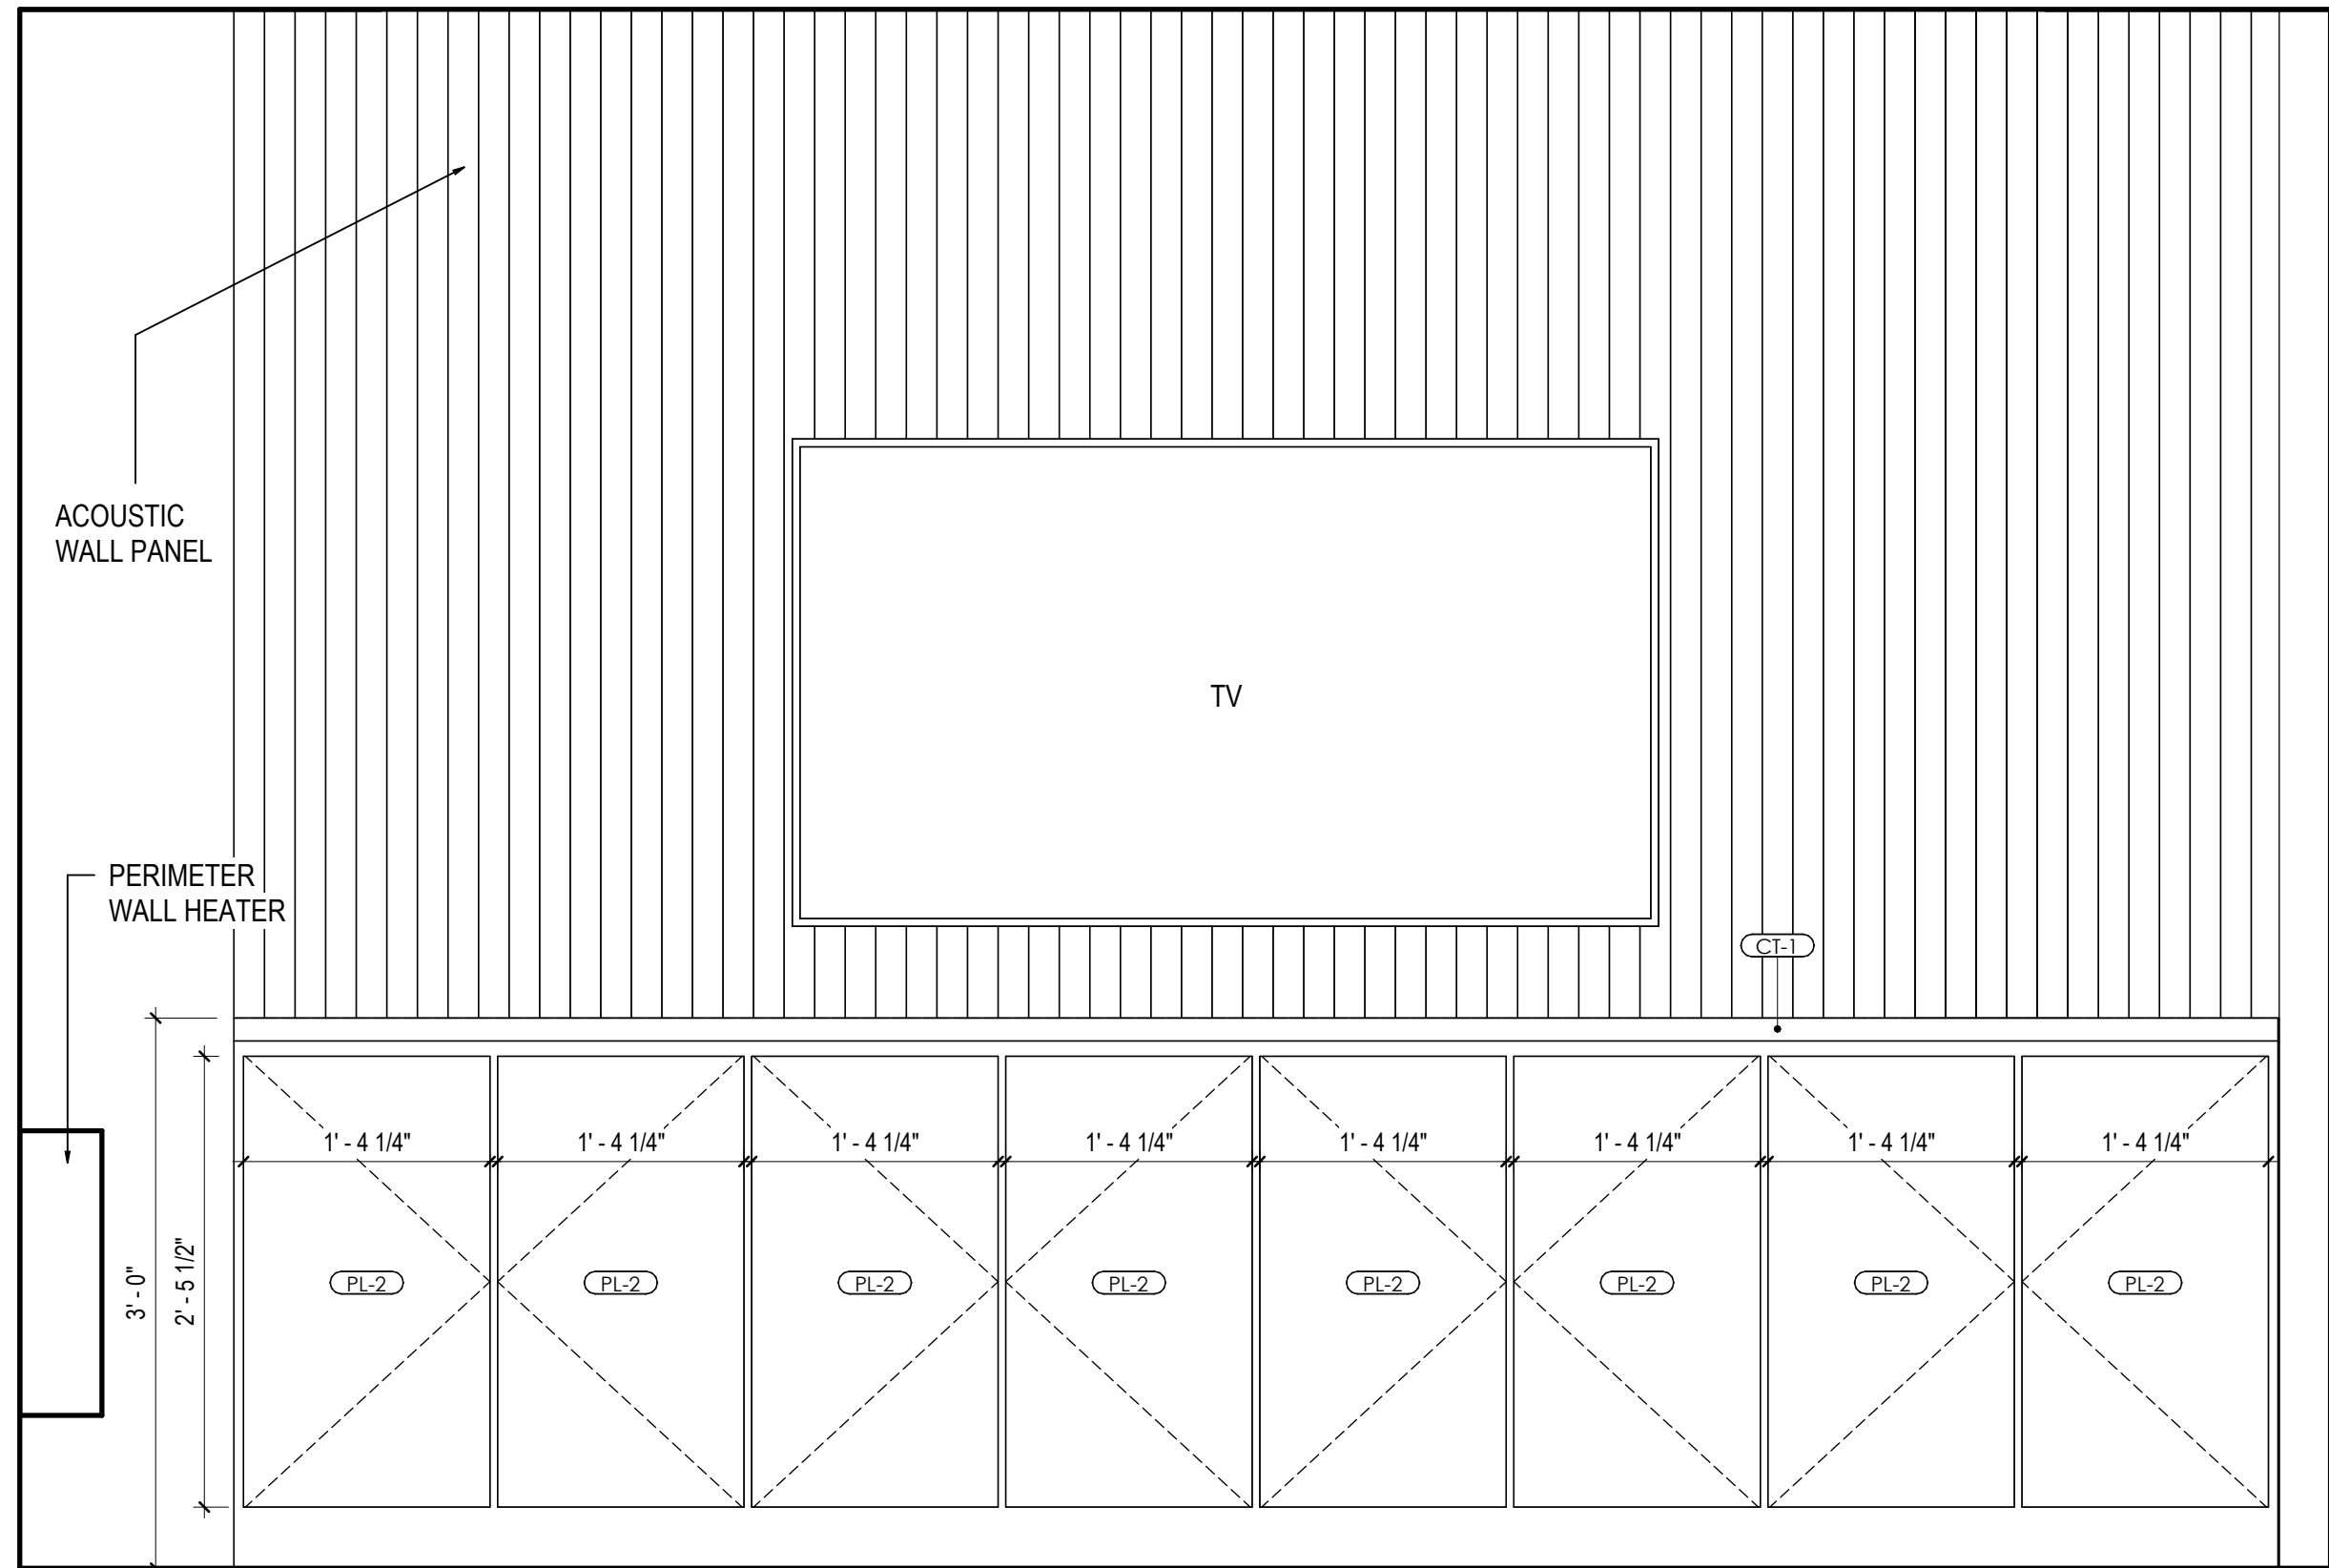 ACOUSTIC
WALL PANEL
TV
PERIMETER
WALL HEATER
CT-1
1' - 4 1/4" 1' - 4 1/4" 1' - 4 1/4" 1' - 4 1/4" 1' - 4 1/4" 1' - 4 1/4" 1' - 4 1/4" 1' - 4 1/4"
3' - 0"
2' - 5 1/2"
PL-2 PL-2 PL-2 PL-2 PL-2 PL-2 PL-2 PL-2